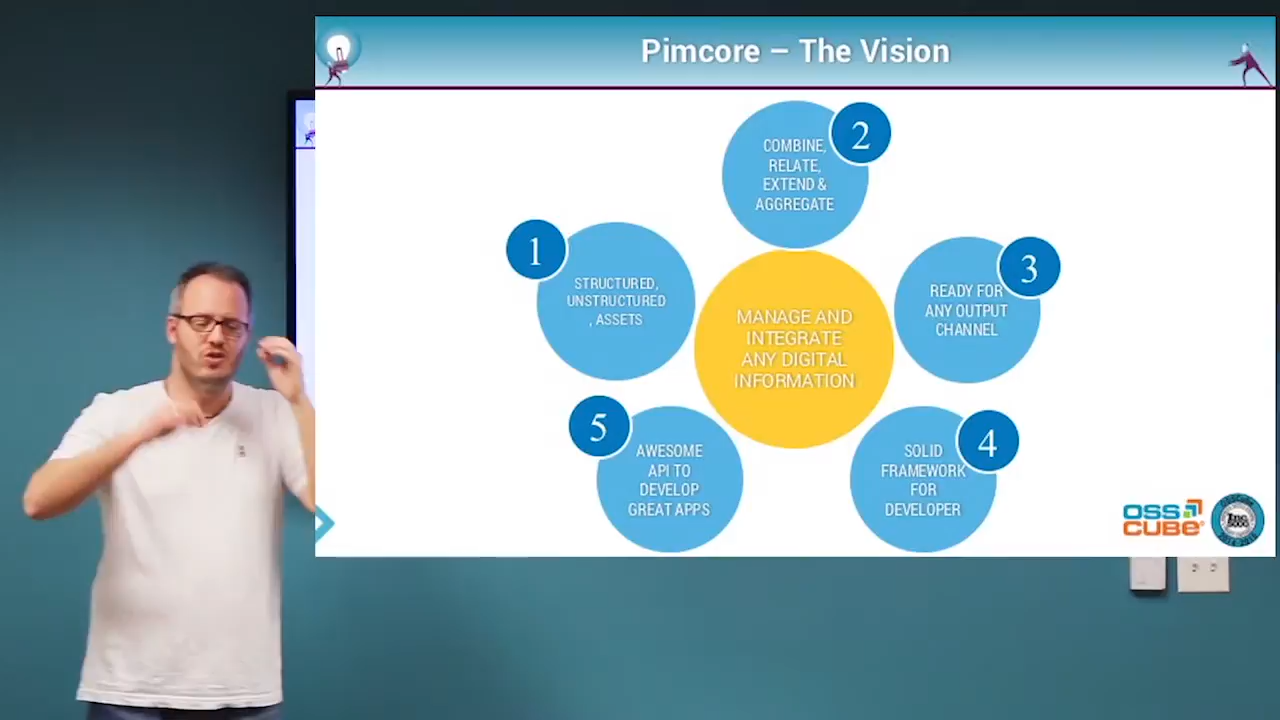 Pimcore – The Vision
1
STRUCTURED,
UNSTRUCTURED
, ASSETS
2
COMBINE,
RELATE,
EXTEND &
AGGREGATE
3
READY FOR
ANY OUTPUT
CHANNEL
4
SOLID
FRAMEWORK
FOR
DEVELOPER
5
AWESOME
API TO
DEVELOP
GREAT APPS
MANAGE AND
INTEGRATE
ANY DIGITAL
INFORMATION
OSS
CUBE
Inc.
5000